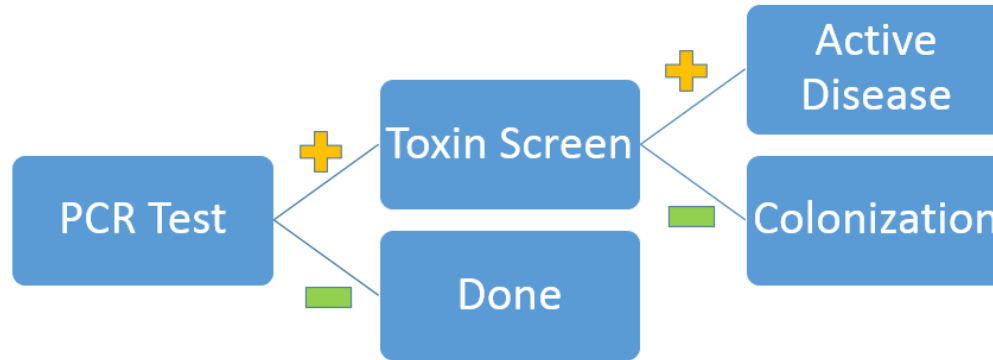 PCR Test
Toxin Screen
Done
Active
Disease
Colonization